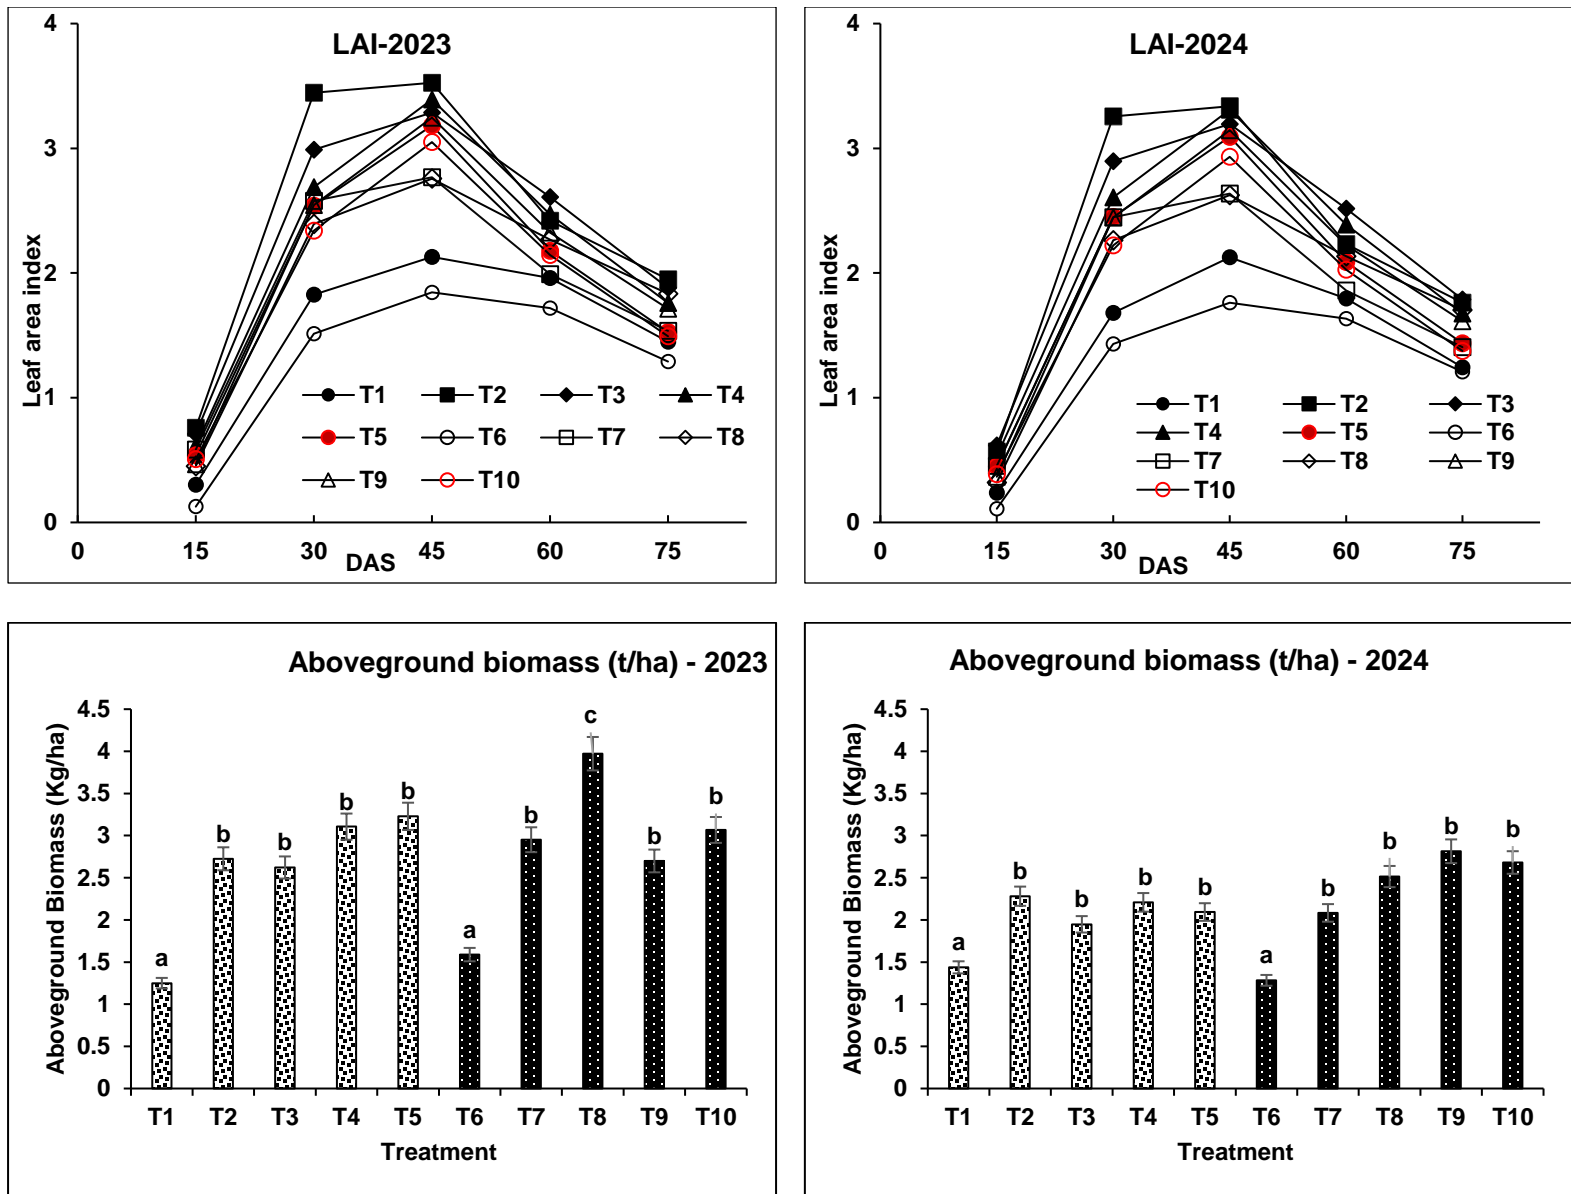 LAI-2023
4
3
2
1
0
Leaf area index
T1 T2 T3 T4
T5 T6 T7 T8
T9 T10
0 15 30 45 60 75
DAS
LAI-2024
4
3
2
1
0
Leaf area index
T1 T2 T3
T4 T5 T6
T7 T8 T9
T10
0 15 30 45 60 75
DAS
Aboveground biomass (t/ha) - 2023
Aboveground Biomass (Kg/ha)
4.5
4
3.5
3
2.5
2
1.5
1
0.5
0
a b b b b a b c b b
T1 T2 T3 T4 T5 T6 T7 T8 T9 T10
Treatment
Aboveground biomass (t/ha) - 2024
Aboveground Biomass (Kg/ha)
4.5
4
3.5
3
2.5
2
1.5
1
0.5
0
a b b b b a b b b b
T1 T2 T3 T4 T5 T6 T7 T8 T9 T10
Treatment